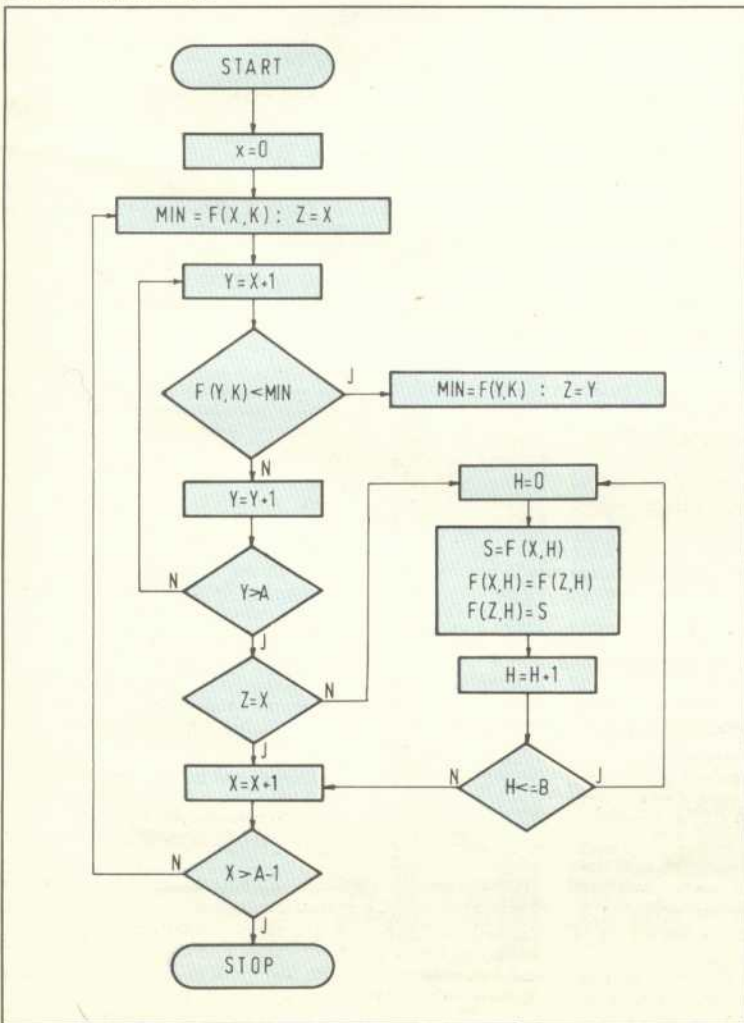 START
x=0
MIN = F(X,K) : Z=X
Y=X+1
F(Y,K)<MIN
J
MIN=F(Y,K) : Z=Y
N
Y=Y+1
N
Y>A
J
Z=X
N
J
H=0
S=F(X,H)
F(X,H)=F(Z,H)
F(Z,H)=S
H=H+1
N
H<=B
J
X=X+1
N
X>A-1
J
STOP